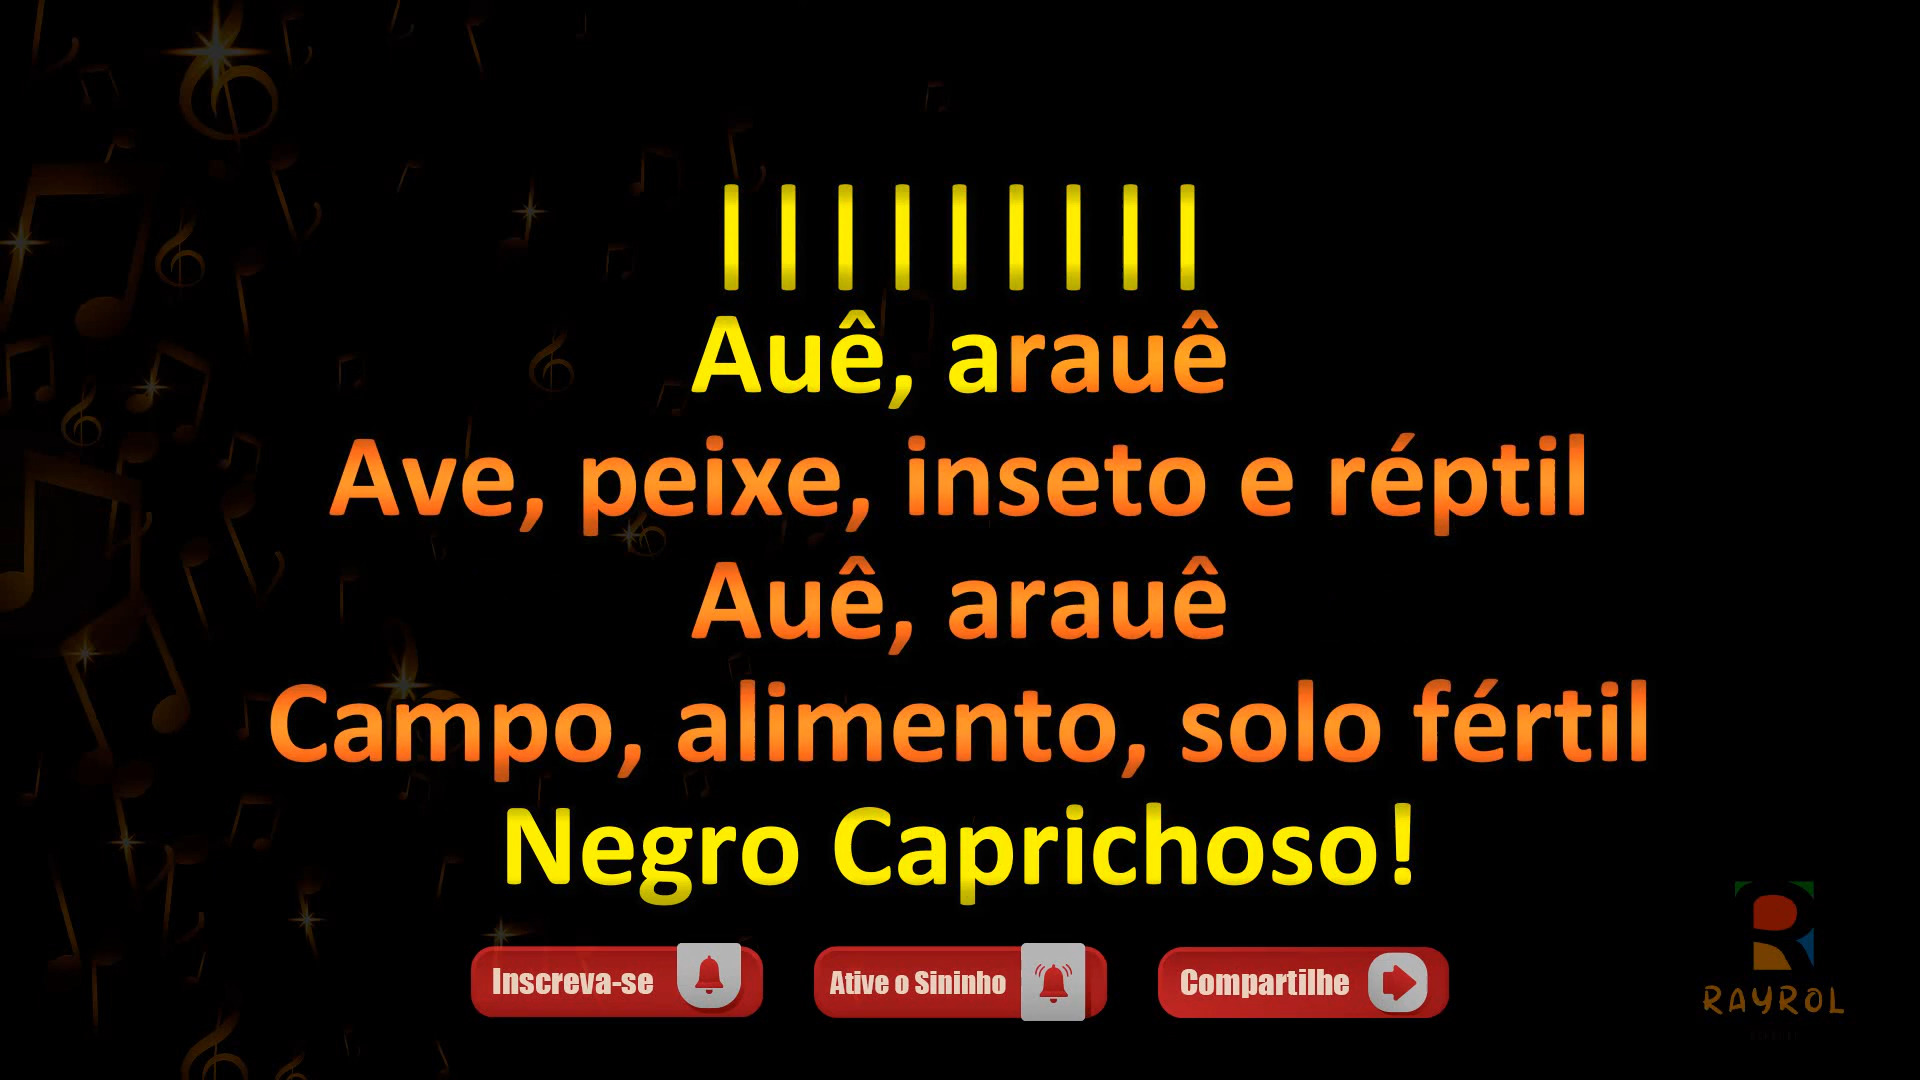 | | | | | | | | |
Auê, arauê
Ave, peixe, inseto e réptil
Auê, arauê
Campo, alimento, solo fértil
Negro Caprichoso!
Inscreva-se
Ative o Sininho
Compartilhe
RAYROL